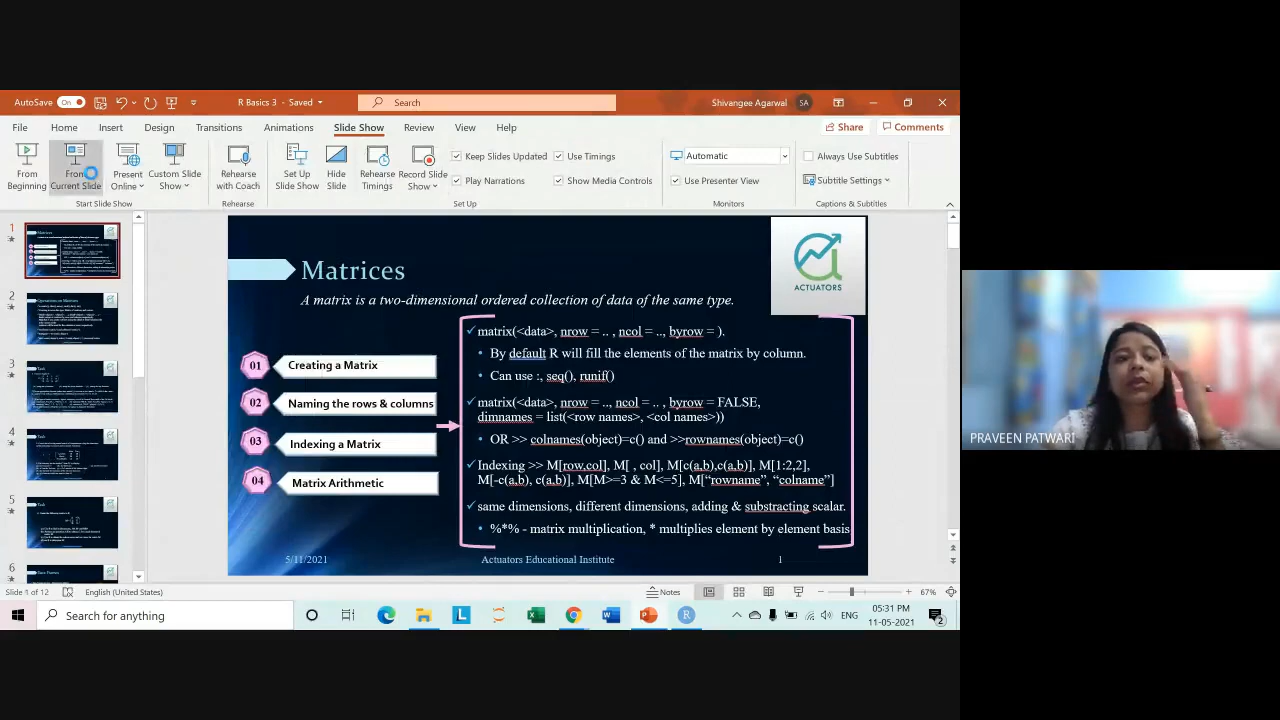 AutoSave On R Basics 3 - Saved Search Shivangee Agarwal SA
File Home Insert Design Transitions Animations Slide Show Review View Help Share Comments
From Beginning
From Current Slide
Present Online
Custom Slide Show
Rehearse with Coach
Set Up Slide Show
Hide Slide
Rehearse Timings
Record Slide Show
Keep Slides Updated
Use Timings
Play Narrations
Show Media Controls
Automatic
Use Presenter View
Always Use Subtitles
Subtitle Settings
Start Slide Show Rehearse Set Up Monitors Captions & Subtitles
1
2
3
4
5
6
Matrices
ACTUATORS
A matrix is a two-dimensional ordered collection of data of the same type.
01 Creating a Matrix
02 Naming the rows & columns
03 Indexing a Matrix
04 Matrix Arithmetic
matrix(<data>, nrow = .. , ncol = .., byrow = ).
By default R will fill the elements of the matrix by column.
Can use :, seq(), runif()
matrix(<data>, nrow = .., ncol = .. , byrow = FALSE,
dimnames = list(<row names>, <col names>))
OR >> colnames(object)=c() and >>rownames(object)=c()
Indexing >> M[row,col], M[ , col], M[c(a,b),c(a,b)], M[1:2,2],
M[-c(a,b), c(a,b)], M[M>=3 & M<=5], M["rowname", "colname"]
same dimensions, different dimensions, adding & substracting scalar.
%*% - matrix multiplication, * multiplies element by element basis
5/11/2021 Actuators Educational Institute 1
PRAVEEN PATWARI
Slide 1 of 12 English (United States) Notes 67%
Search for anything
ENG
05:31 PM
11-05-2021
2